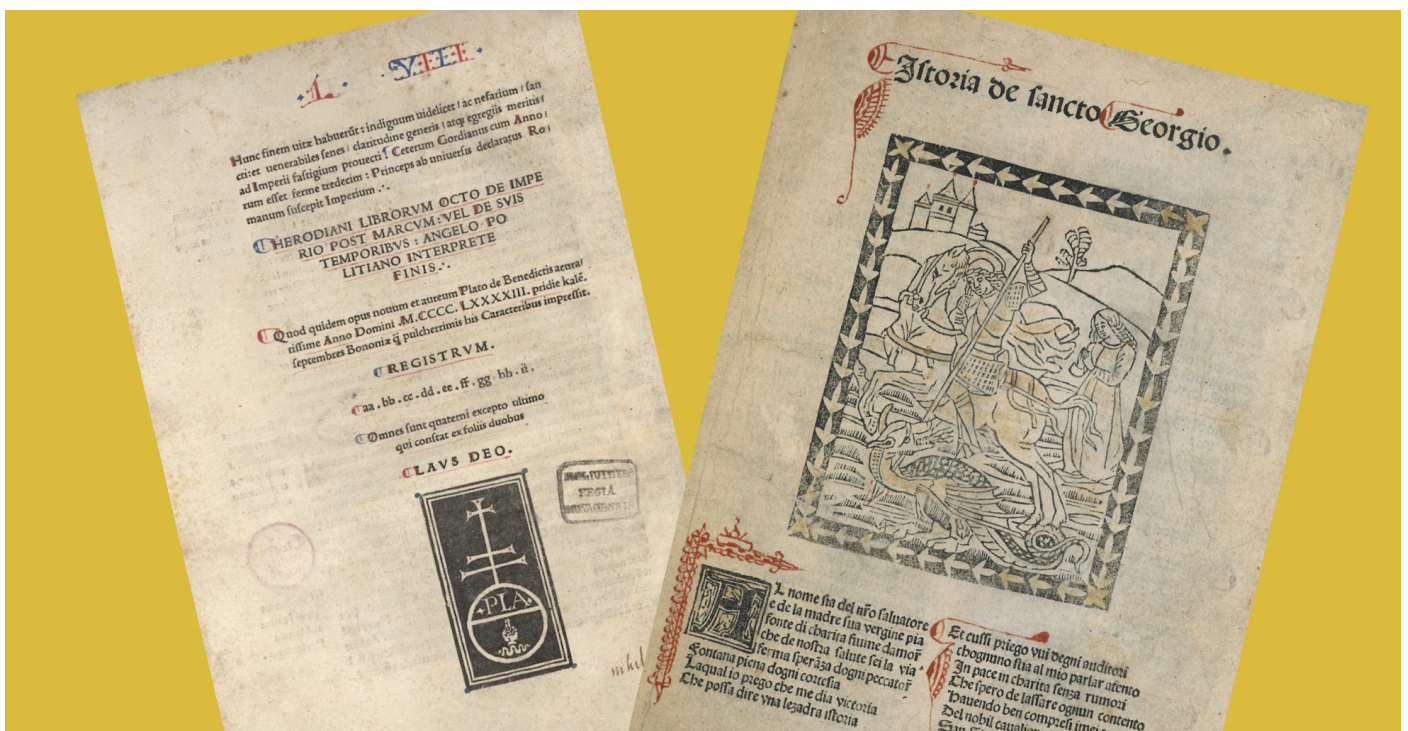 L. VIII.
Hunc finem uitæ habuerũt : indignum uidelicet / ac nefarium / san
cti:et uenerabiles senes / claritudine generis / atq; egregiis meritis /
ad Imperii fastigium prouecti / Ceterum Gordianus cum Anno /
rum esset ferme tredecim : Princeps ab uniuersis declaratus Ro /
manum suscepit Imperium .·.
HERODIANI LIBRORVM OCTO DE IMPE
RIO POST MARCVM : VEL DE SVIS
TEMPORIBVS : ANGELO PO
LITIANO INTERPRETE
FINIS .·.
Quod quidem opus nouum et aureum Plato de Benedictis accura /
tissime Anno Domini .M.CCCC. LXXXXIII. pridie kalẽ.
septembres Bononiæ q̃ pulcherrimis his Caracteribus impressit.
REGISTRVM.
aa . bb . cc . dd . ee . ff . gg hh . ii .
Omnes sunt quaterni excepto ultimo
qui constat ex foliis duobus
LAVS DEO.
REGIA
PLA
nihil
Istoria de sancto Georgio.
AL nome sia del nr̃o saluatore
e de la madre sua vergine pia
fonte di charita fiume damor̃
che de nostra salute sei la via
ferma sperãza dogni peccator̃
Fontana piena dogni cortesia
Laqual io prego che me dia victoria
Che possa dire vna lezadra istoria
Et cussi priego vui degni auditori
chognuno stia al mio parlar atento
In pace in charita senza rumori
Che spero de lassare ognun contento
Hauendo ben compresi
Del nobil
San